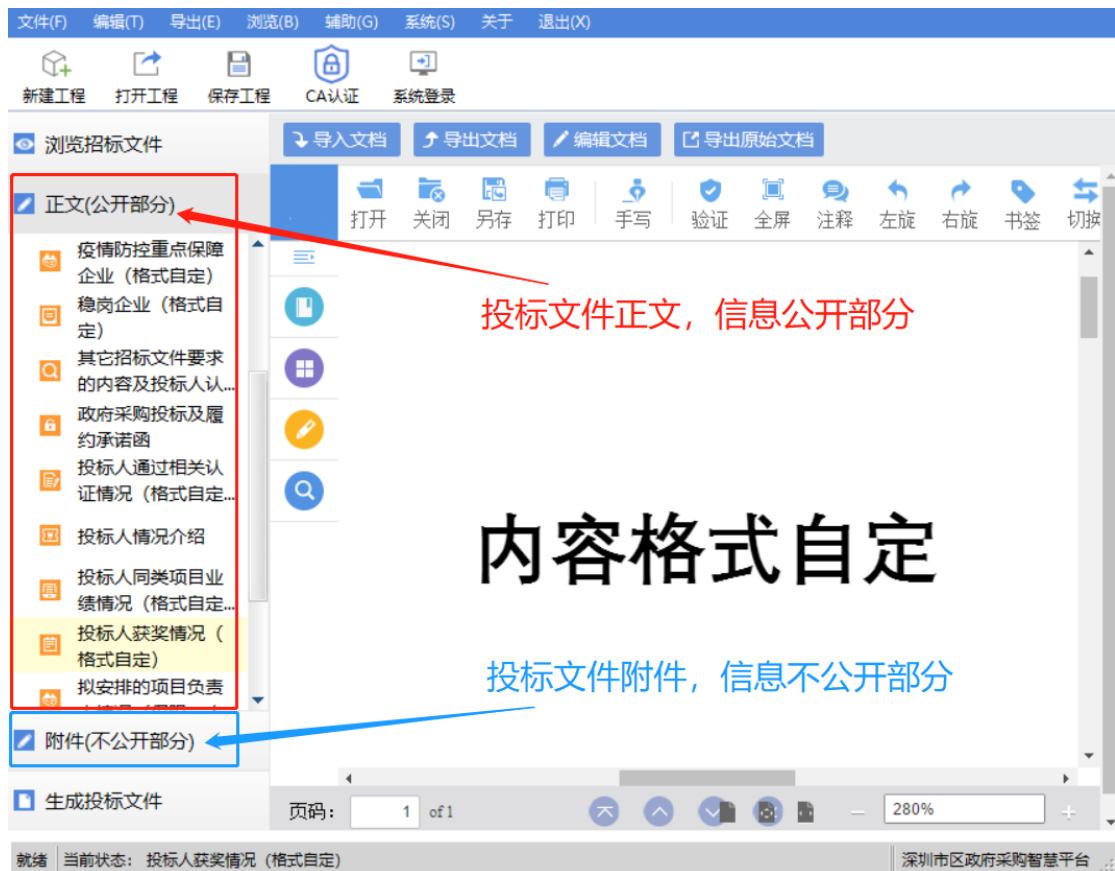 文件(F) 编辑(T) 导出(E) 浏览(B) 辅助(G) 系统(S) 关于 退出(X)
新建工程 打开工程 保存工程 CA认证 系统登录
浏览招标文件
导入文档 导出文档 编辑文档 导出原始文档
正文(公开部分)
打开 关闭 另存 打印 手写 验证 全屏 注释 左旋 右旋 书签 切换
疫情防控重点保障
企业（格式自定）
稳岗企业（格式自
定）
其它招标文件要求
的内容及投标人认...
政府采购投标及履
约承诺函
投标人通过相关认
证情况（格式自定...
投标人情况介绍
投标人同类项目业
绩情况（格式自定...
投标人获奖情况（
格式自定）
拟安排的项目负责
投标文件正文，信息公开部分
内容格式自定
投标文件附件，信息不公开部分
附件(不公开部分)
生成投标文件
页码： 1 of 1 280%
就绪 当前状态： 投标人获奖情况（格式自定） 深圳市区政府采购智慧平台